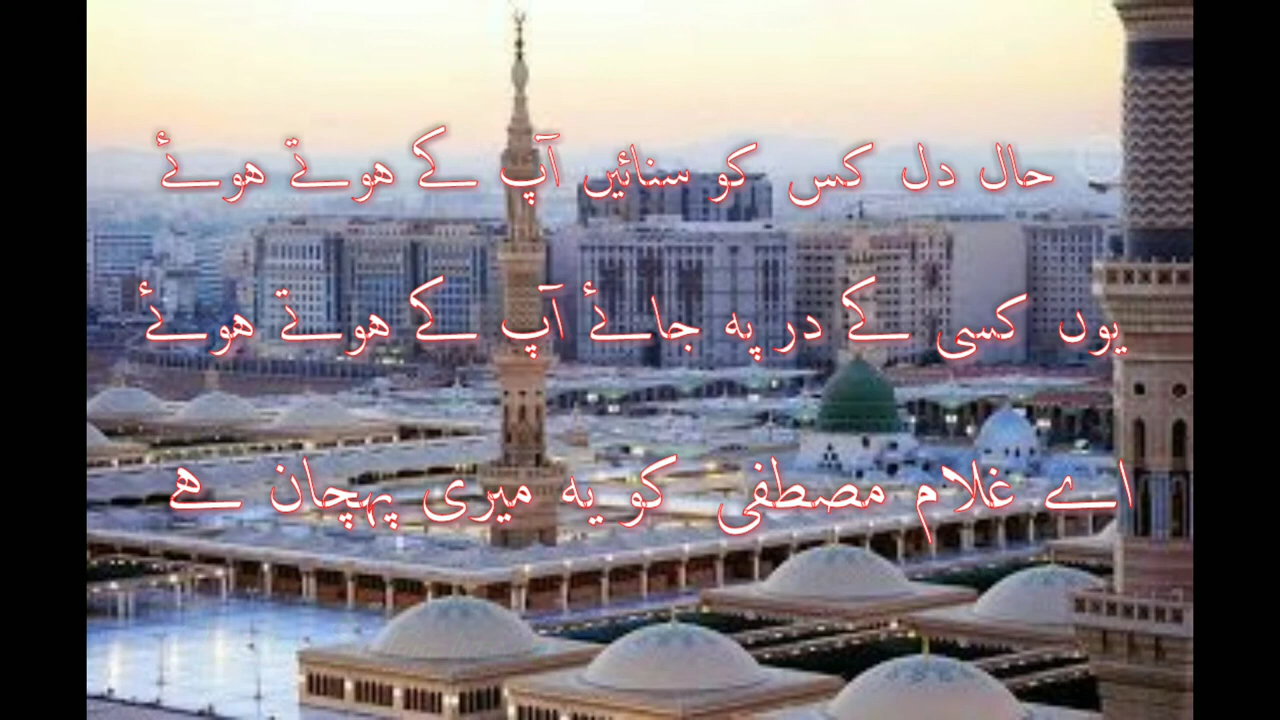 حال دل کس کو سنائیں آپ کے ہوتے ہوئے
یوں کسی کے در پہ جائے آپ کے ہوتے ہوئے
اے غلام مصطفی کو یہ میری پہچان ہے